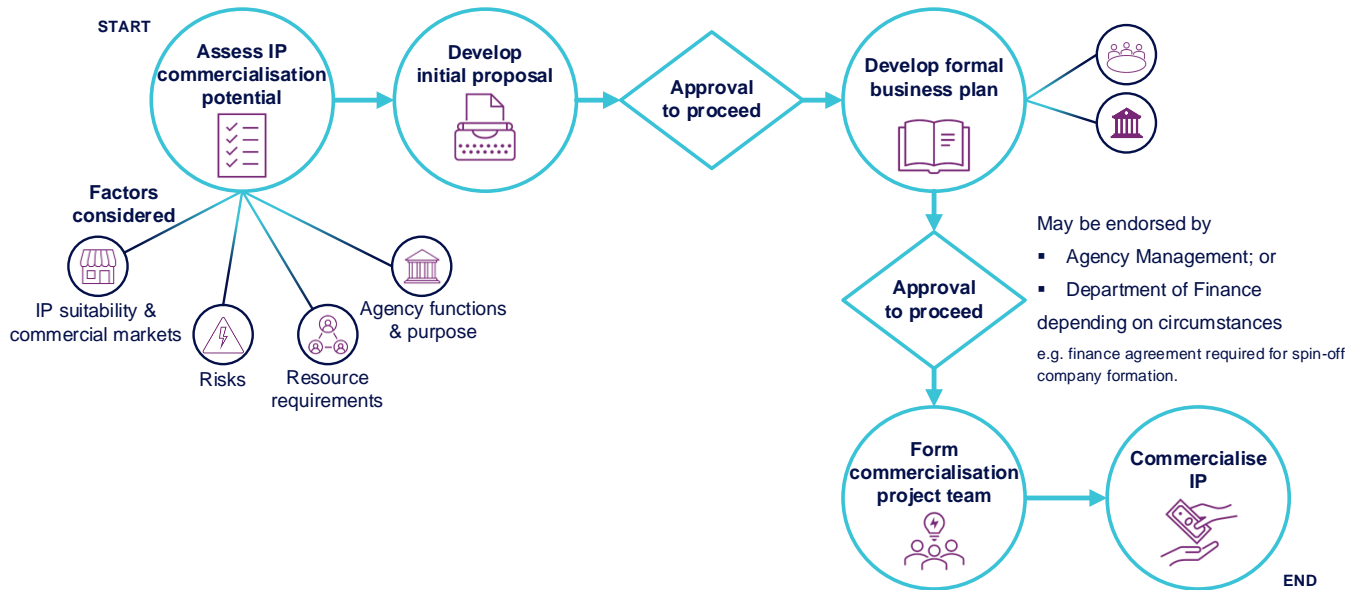 START
Assess IP
commercialisation
potential
Develop
initial proposal
Approval
to proceed
Develop formal
business plan
Factors
considered
IP suitability &
commercial markets
Risks
Resource
requirements
Agency functions
& purpose
May be endorsed by
▪ Agency Management; or
▪ Department of Finance
depending on circumstances
e.g. finance agreement required for spin-off
company formation.
Approval
to proceed
Form
commercialisation
project team
Commercialise
IP
END